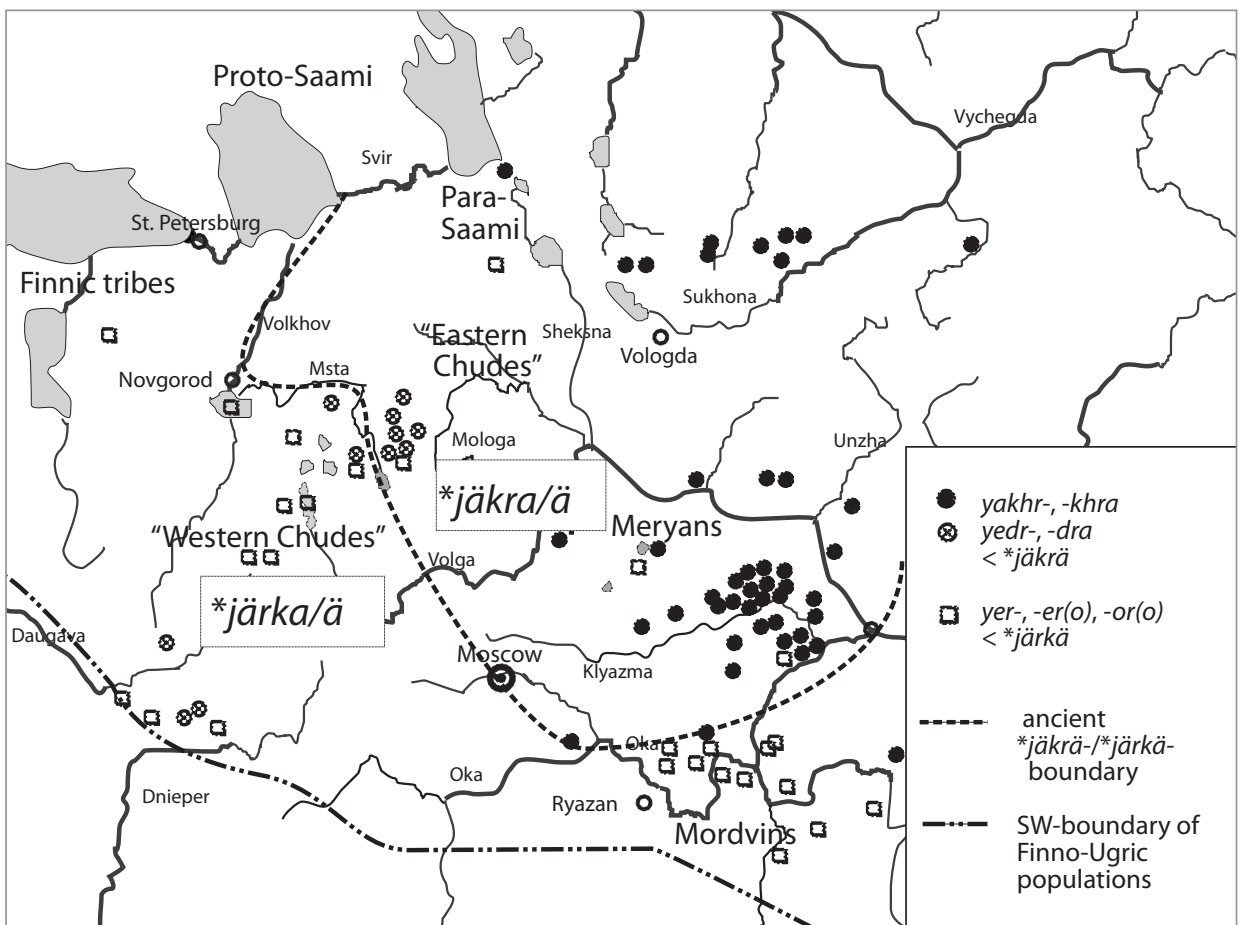 Proto-Saami
Vychegda
Svir
Para-
Saami
St. Petersburg
Finnic tribes
Sukhona
Volkhov
"Eastern
Chudes"
Sheksna
Vologda
Novgorod
Msta
Mologa
Unzha
*jäkra/ä
Meryans
"Western Chudes"
Volga
*järka/ä
Daugava
Moscow
Klyazma
Oka
Oka
Dnieper
Ryazan
Mordvins
yakhr-, -khra
yedr-, -dra
< *jäkrä
yer-, -er(o), -or(o)
< *järkä
ancient
*jäkrä-/*järkä-
boundary
SW-boundary of
Finno-Ugric
populations